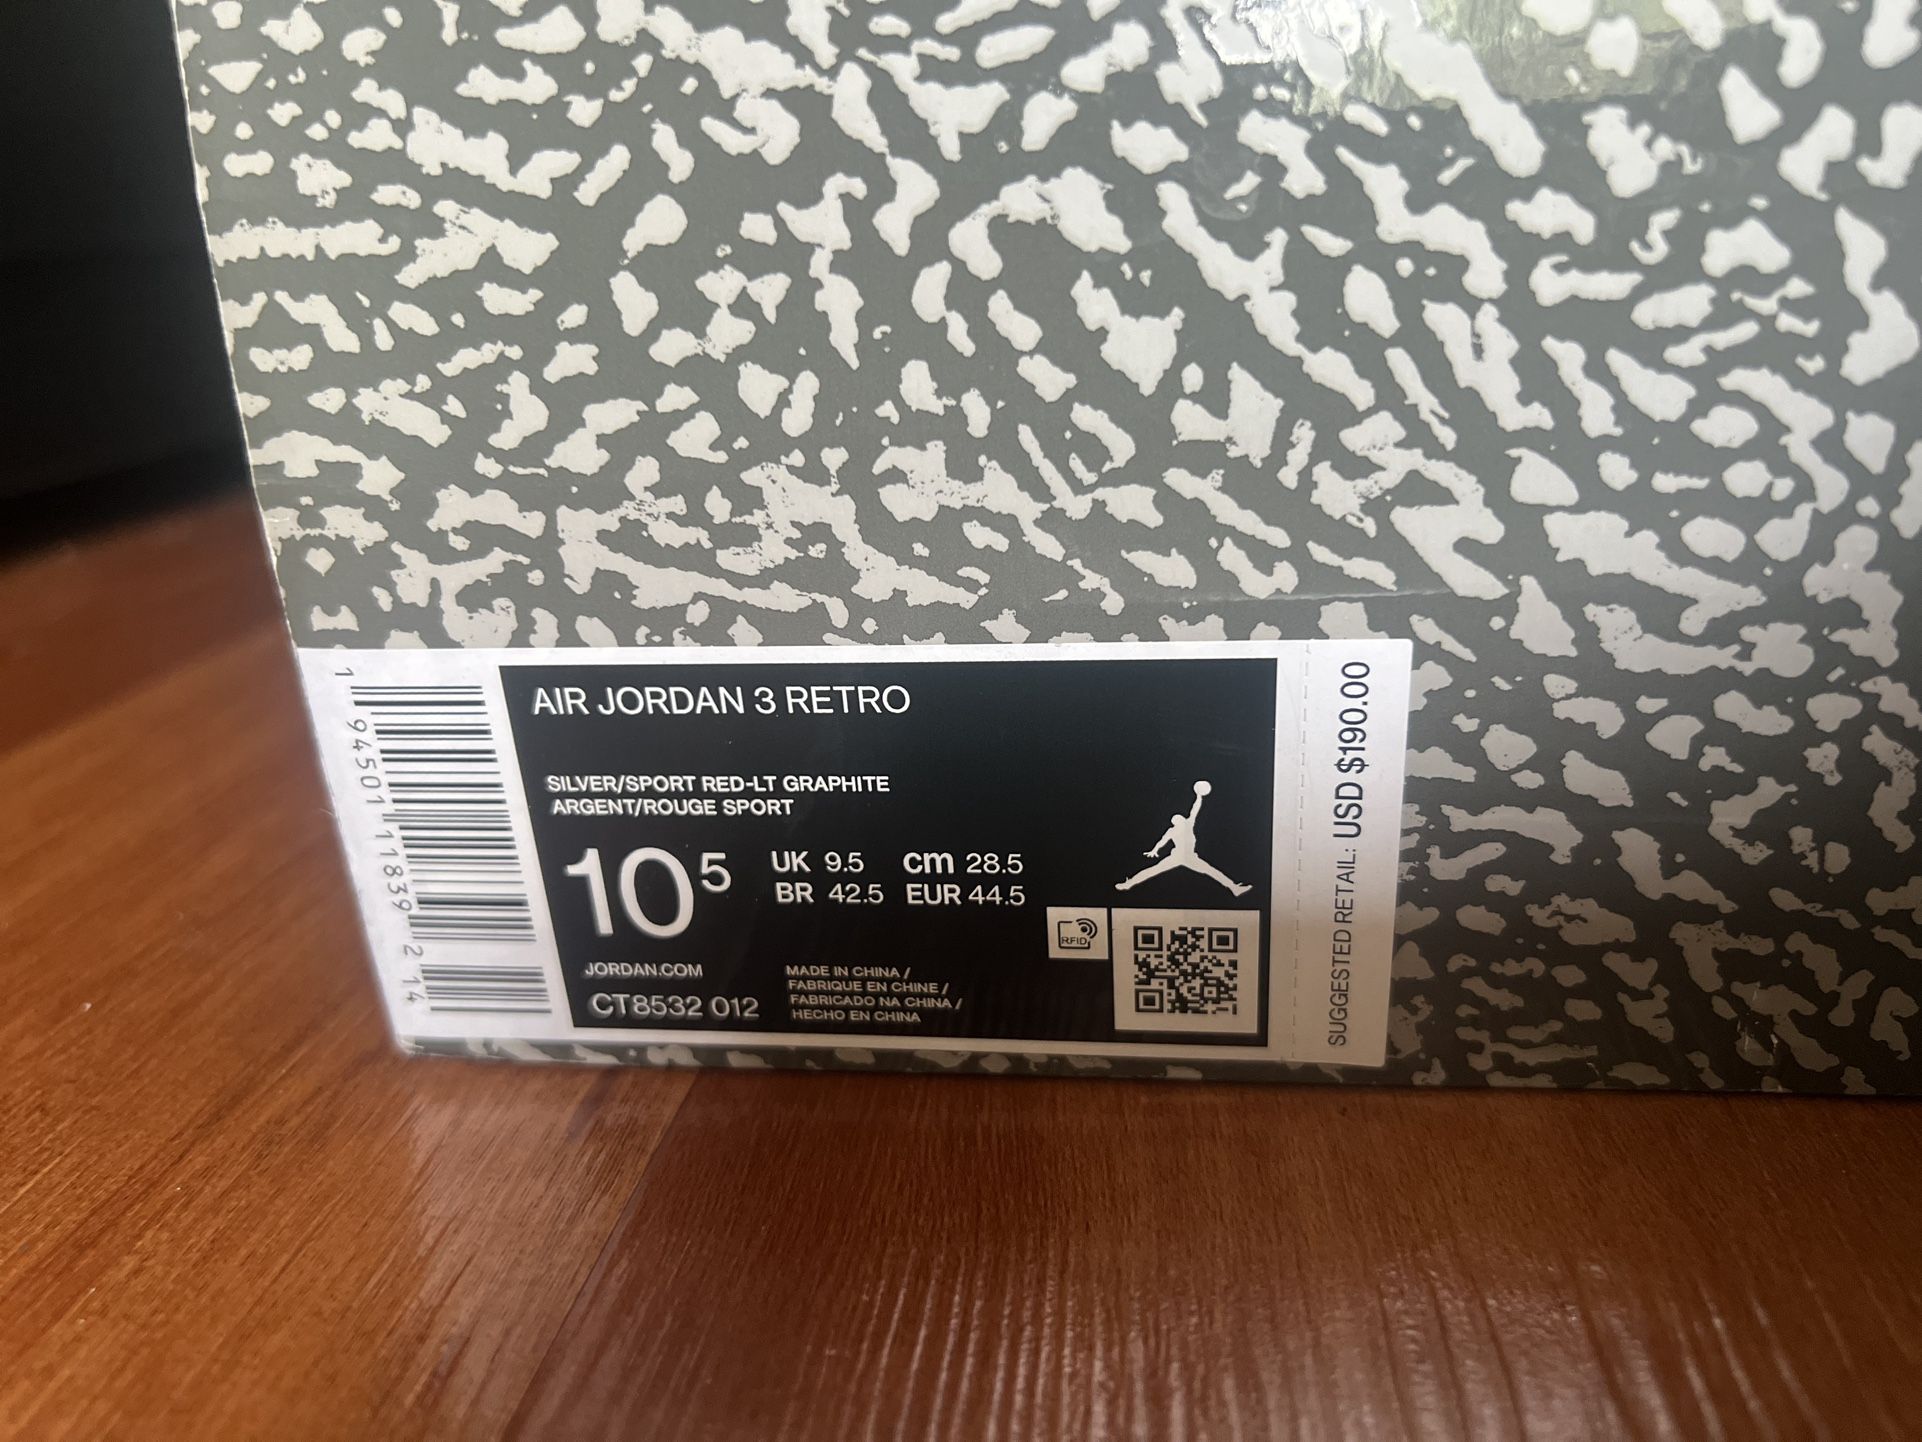 AIR JORDAN 3 RETRO
SILVER/SPORT RED-LT GRAPHITE
ARGENT/ROUGE SPORT
10 5
UK 9.5 cm 28.5
BR 42.5 EUR 44.5
RFID
JORDAN.COM
CT8532 012
MADE IN CHINA /
FABRIQUE EN CHINE /
FABRICADO NA CHINA /
HECHO EN CHINA
1 94501 11839 2 14
SUGGESTED RETAIL: USD $190.00